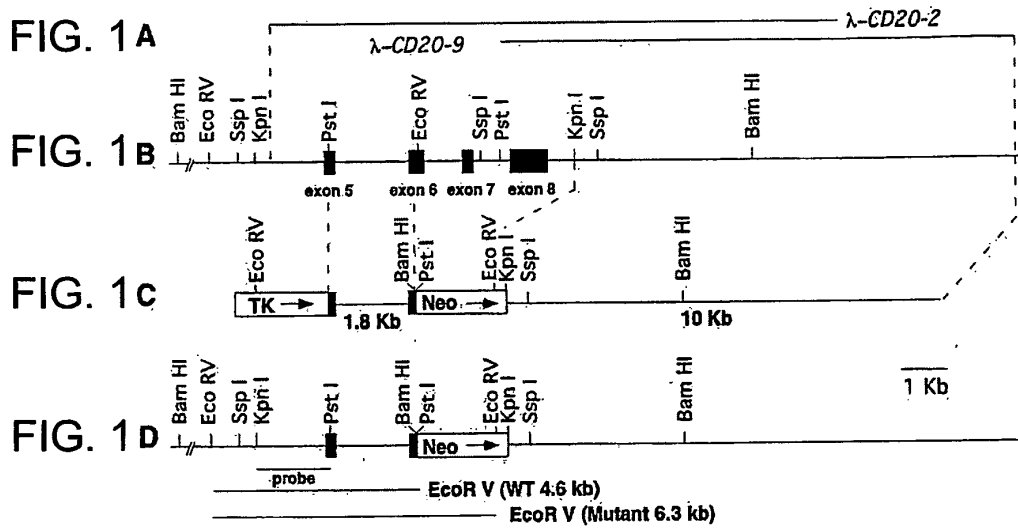 FIG. 1A
λ-CD20-9
λ-CD20-2
FIG. 1B
Bam HI
Eco RV
Ssp I
Kpn I
Pst I
Eco RV
Ssp I
Pst I
Kpn I
Ssp I
Bam HI
exon 5
exon 6
exon 7
exon 8
FIG. 1C
Eco RV
Bam HI
Pst I
Eco RV
Kpn I
Ssp I
Bam HI
TK
1.8 Kb
Neo
10 Kb
1 Kb
FIG. 1D
Bam HI
Eco RV
Ssp I
Kpn I
Pst I
Bam HI
Pst I
Eco RV
Kpn I
Ssp I
Bam HI
Neo
probe
EcoR V (WT 4.6 kb)
EcoR V (Mutant 6.3 kb)